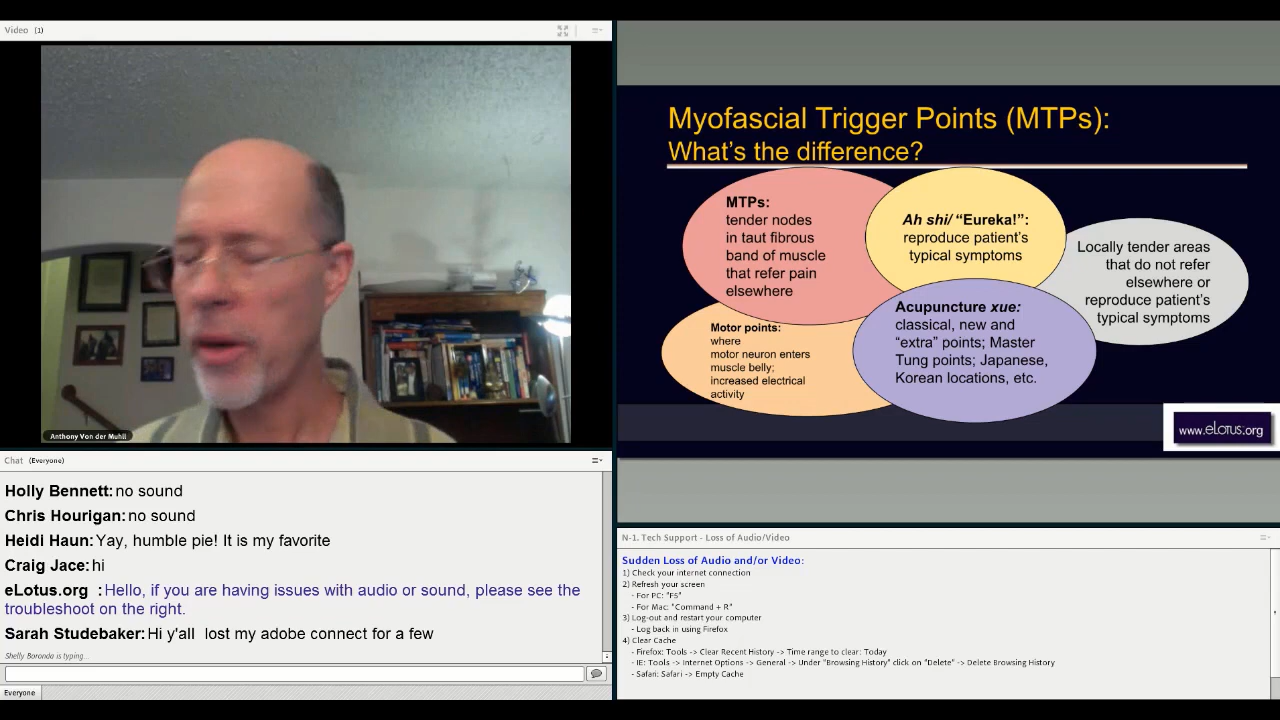 Video (1)
Anthony Von der Muhll
Chat (Everyone)
Holly Bennett: no sound
Chris Hourigan: no sound
Heidi Haun: Yay, humble pie! It is my favorite
Craig Jace: hi
eLotus.org : Hello, if you are having issues with audio or sound, please see the
troubleshoot on the right.
Sarah Studebaker: Hi y'all lost my adobe connect for a few
Shelly Boronda is typing...
Everyone
Myofascial Trigger Points (MTPs):
What's the difference?
MTPs:
tender nodes
in taut fibrous
band of muscle
that refer pain
elsewhere
Ah shi/ "Eureka!":
reproduce patient's
typical symptoms
Locally tender areas
that do not refer
elsewhere or
reproduce patient's
typical symptoms
Motor points:
where
motor neuron enters
muscle belly;
increased electrical
activity
Acupuncture xue:
classical, new and
"extra" points; Master
Tung points; Japanese,
Korean locations, etc.
www.eLotus.org
N-1. Tech Support - Loss of Audio/Video
Sudden Loss of Audio and/or Video:
1) Check your internet connection
2) Refresh your screen
- For PC: "F5"
- For Mac: "Command + R"
3) Log-out and restart your computer
- Log back in using Firefox
4) Clear Cache
- Firefox: Tools -> Clear Recent History -> Time range to clear: Today
- IE: Tools -> Internet Options -> General -> Under "Browsing History" click on "Delete" -> Delete Browsing History
- Safari: Safari -> Empty Cache